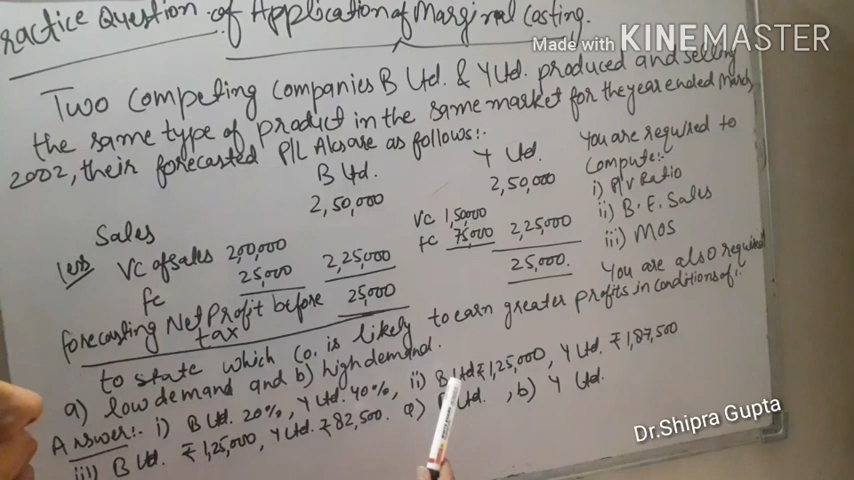 ractice Question of Application of Marginal Costing.
Made with KINEMASTER
Two Competing Companies B Ltd. & Y Ltd. produced and selling
the same type of product in the same market for the year ended March,
2002, their forecasted P/L A/cs are as follows:.
B Ltd.
Y Ltd.
Sales 2,50,000 2,50,000
less VC of sales 200,000
FC 25,000 2,25,000
VC 1,50,000
FC 75,000 2,25,000
forecasting Net Profit before tax 25,000 25,000.
You are required to
Compute:-
i) P/V Ratio
ii) B.E. Sales
iii) MOS
You are also required
to state which Co. is likely to earn greater profits in conditions of:.
a) low demand and b) high demand.
Answer:. i) B Ltd. 20%, Y Ltd. 40%, ii) B Ltd ₹ 1,25,000, Y Ltd. ₹ 1,87,500
iii) B Ltd. ₹ 1,25,000, Y Ltd. ₹ 82,500. a) Ltd. , b) Y Ltd.
Dr.Shipra Gupta